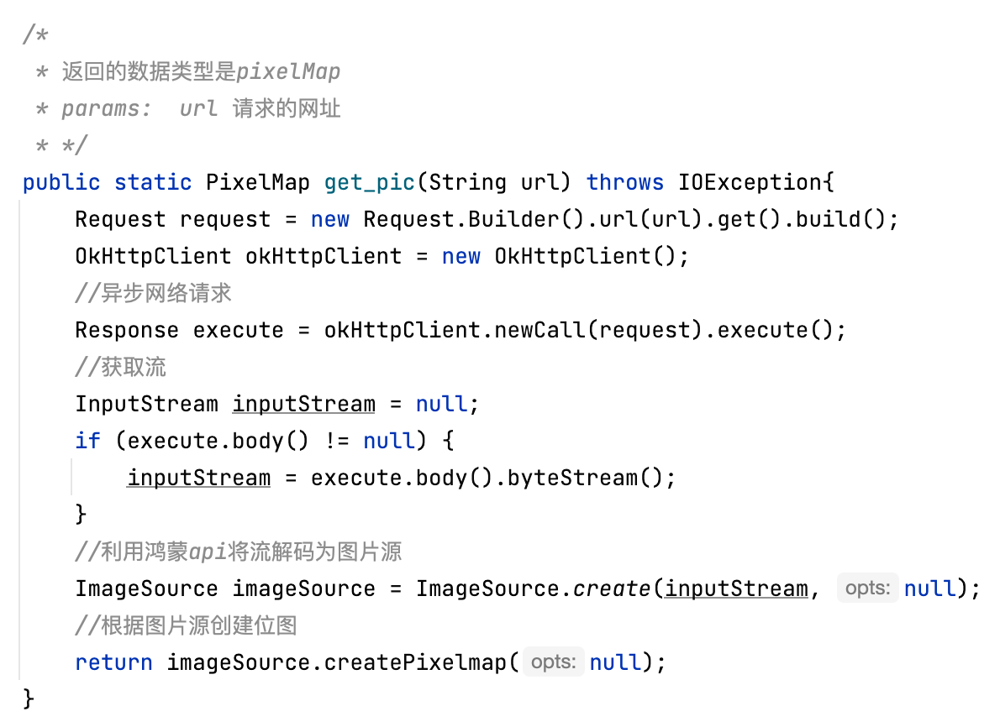 /*
 * 返回的数据类型是pixelMap
 * params:  url 请求的网址
 * */
public static PixelMap get_pic(String url) throws IOException{
    Request request = new Request.Builder().url(url).get().build();
    OkHttpClient okHttpClient = new OkHttpClient();
    //异步网络请求
    Response execute = okHttpClient.newCall(request).execute();
    //获取流
    InputStream inputStream = null;
    if (execute.body() != null) {
        inputStream = execute.body().byteStream();
    }
    //利用鸿蒙api将流解码为图片源
    ImageSource imageSource = ImageSource.create(inputStream, opts: null);
    //根据图片源创建位图
    return imageSource.createPixelmap( opts: null);
}